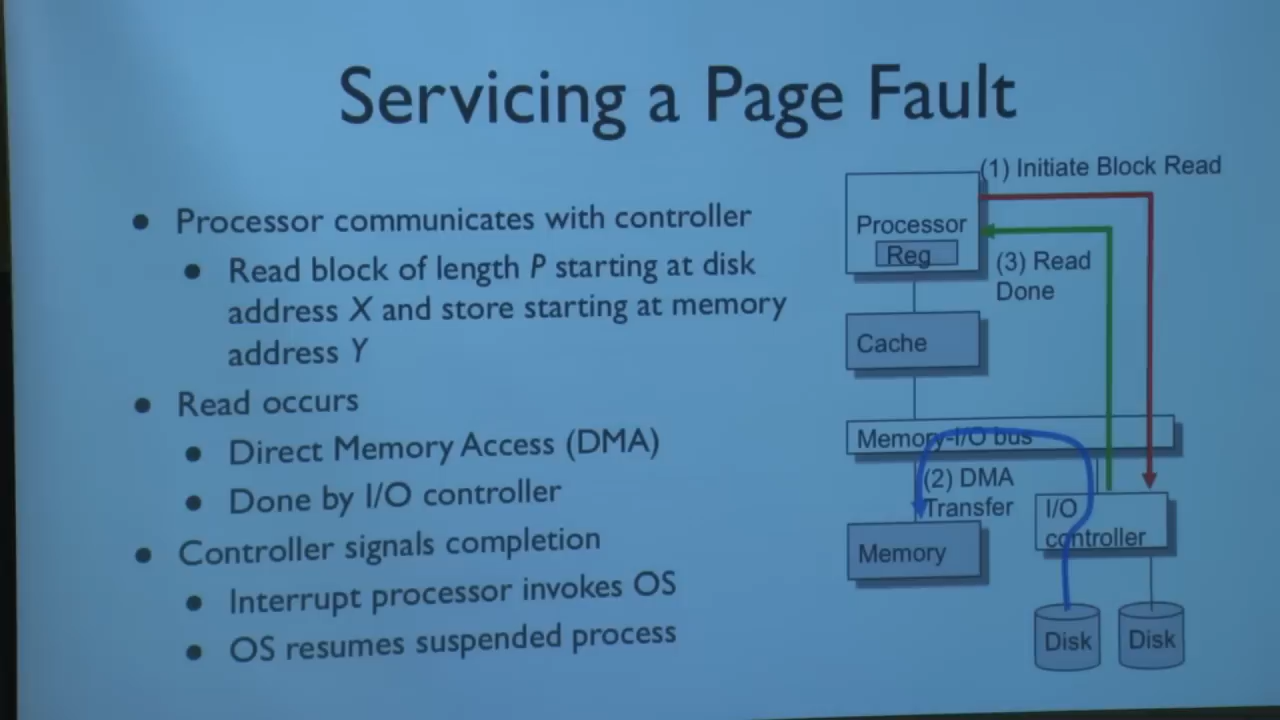 Servicing a Page Fault
● Processor communicates with controller
● Read block of length P starting at disk
address X and store starting at memory
address Y
● Read occurs
● Direct Memory Access (DMA)
● Done by I/O controller
● Controller signals completion
● Interrupt processor invokes OS
● OS resumes suspended process
(1) Initiate Block Read
Processor
Reg
(3) Read
Done
Cache
Memory-I/O bus
(2) DMA
Transfer
I/O
controller
Memory
Disk
Disk